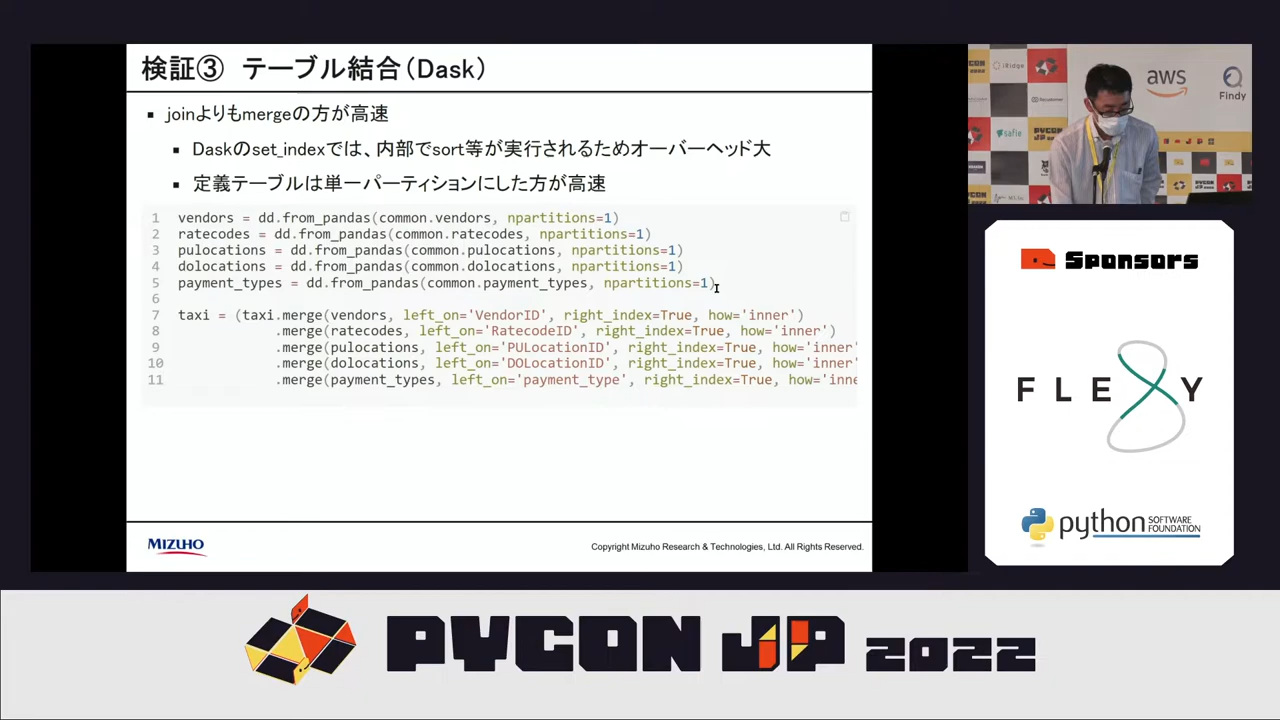 検証③ テーブル結合（Dask）
▪ joinよりもmergeの方が高速
▪ Daskのset_indexでは、内部でsort等が実行されるためオーバーヘッド大
▪ 定義テーブルは単一パーティションにした方が高速
1 vendors = dd.from_pandas(common.vendors, npartitions=1)
2 ratecodes = dd.from_pandas(common.ratecodes, npartitions=1)
3 pulocations = dd.from_pandas(common.pulocations, npartitions=1)
4 dolocations = dd.from_pandas(common.dolocations, npartitions=1)
5 payment_types = dd.from_pandas(common.payment_types, npartitions=1)
6
7 taxi = (taxi.merge(vendors, left_on='VendorID', right_index=True, how='inner')
8 .merge(ratecodes, left_on='RatecodeID', right_index=True, how='inner')
9 .merge(pulocations, left_on='PULocationID', right_index=True, how='inner'
10 .merge(dolocations, left_on='DOLocationID', right_index=True, how='inner'
11 .merge(payment_types, left_on='payment_type', right_index=True, how='inne
MIZUHO
Copyright Mizuho Research & Technologies, Ltd. All Rights Reserved.
iRidge
aws
Findy
safie
Sponsors
FLEXY
python SOFTWARE
FOUNDATION
PYCON JP 2022